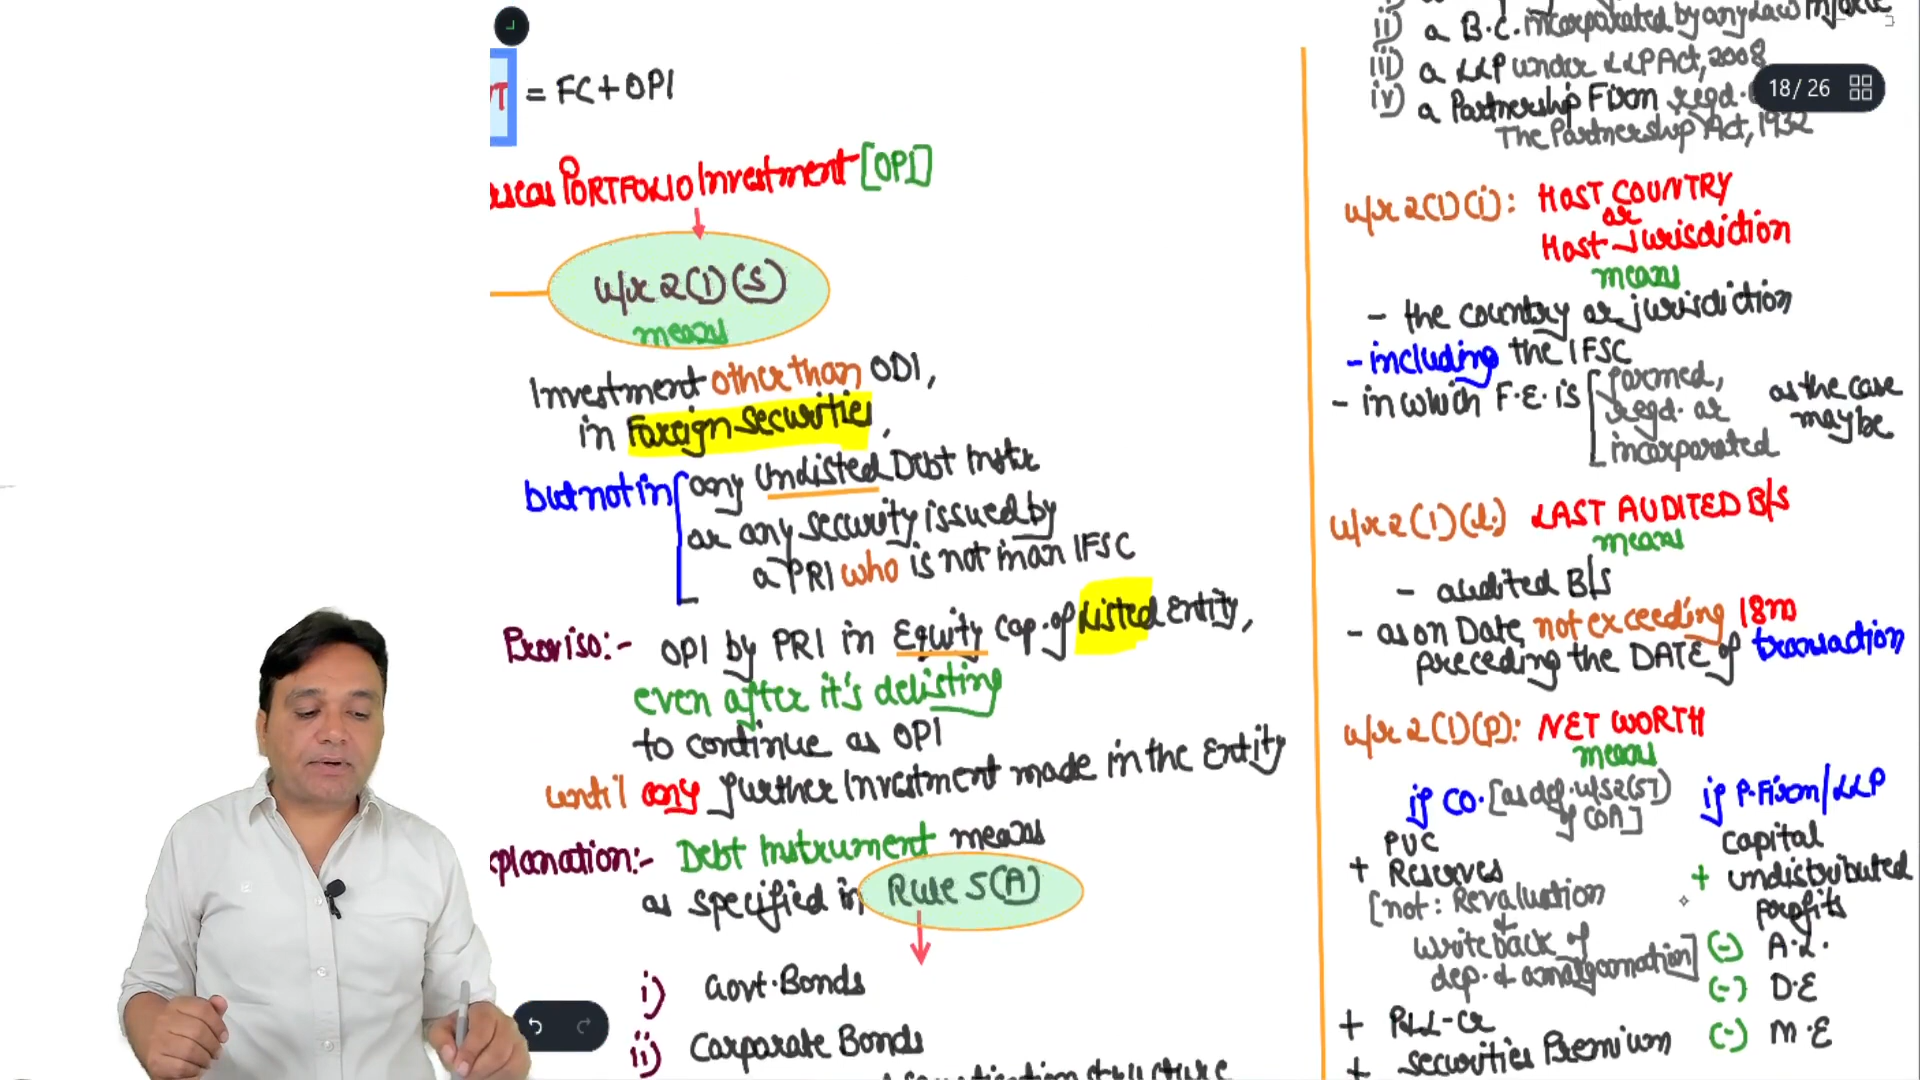 = FC + OPI
PORTFOLIO Investment [OPI]
u/r 2(1)(S)
means
Investment other than ODI,
in Foreign Securities,
but not in any Unlisted Debt Instr
or any security issued by
a PRI who is not in an IFSC
Proviso:- OPI by PRI in Equity cap. of Listed Entity,
even after it's delisting
to continue as OPI
until any further Investment made in the Entity
xplanation:- Debt Instrument means
as specified in Rule 5(A)
i) Govt. Bonds
ii) Corporate Bonds
18/26
ii) a B.C. incorporated by any Law in force
iii) a LLP under LLP Act, 2008
iv) a Partnership Firm regd.
The Partnership Act, 1932
u/r 2(1)(i): HOST COUNTRY
or
Host-Jurisdiction
means
- the country or jurisdiction
- including the IFSC
- in which F.E. is formed,
regd. or
incorporated
as the case
may be
u/r 2(1)(l.) LAST AUDITED B/S
means
- audited B/S
- as on Date, not exceeding 18m
preceding the DATE of transaction
u/r 2(1)(p): NET WORTH
means
if CO. [as def. u/s 2(57)
of COA]
PUC
+ Reserves
[not: Revaluation
&
write back of
dep. & amalgamation]
+ P&L-Cr
+ Securities Premium
if P.Firm/LLP
capital
+ undistributed
profits
(-) A.L.
(-) D.E
(-) M.E